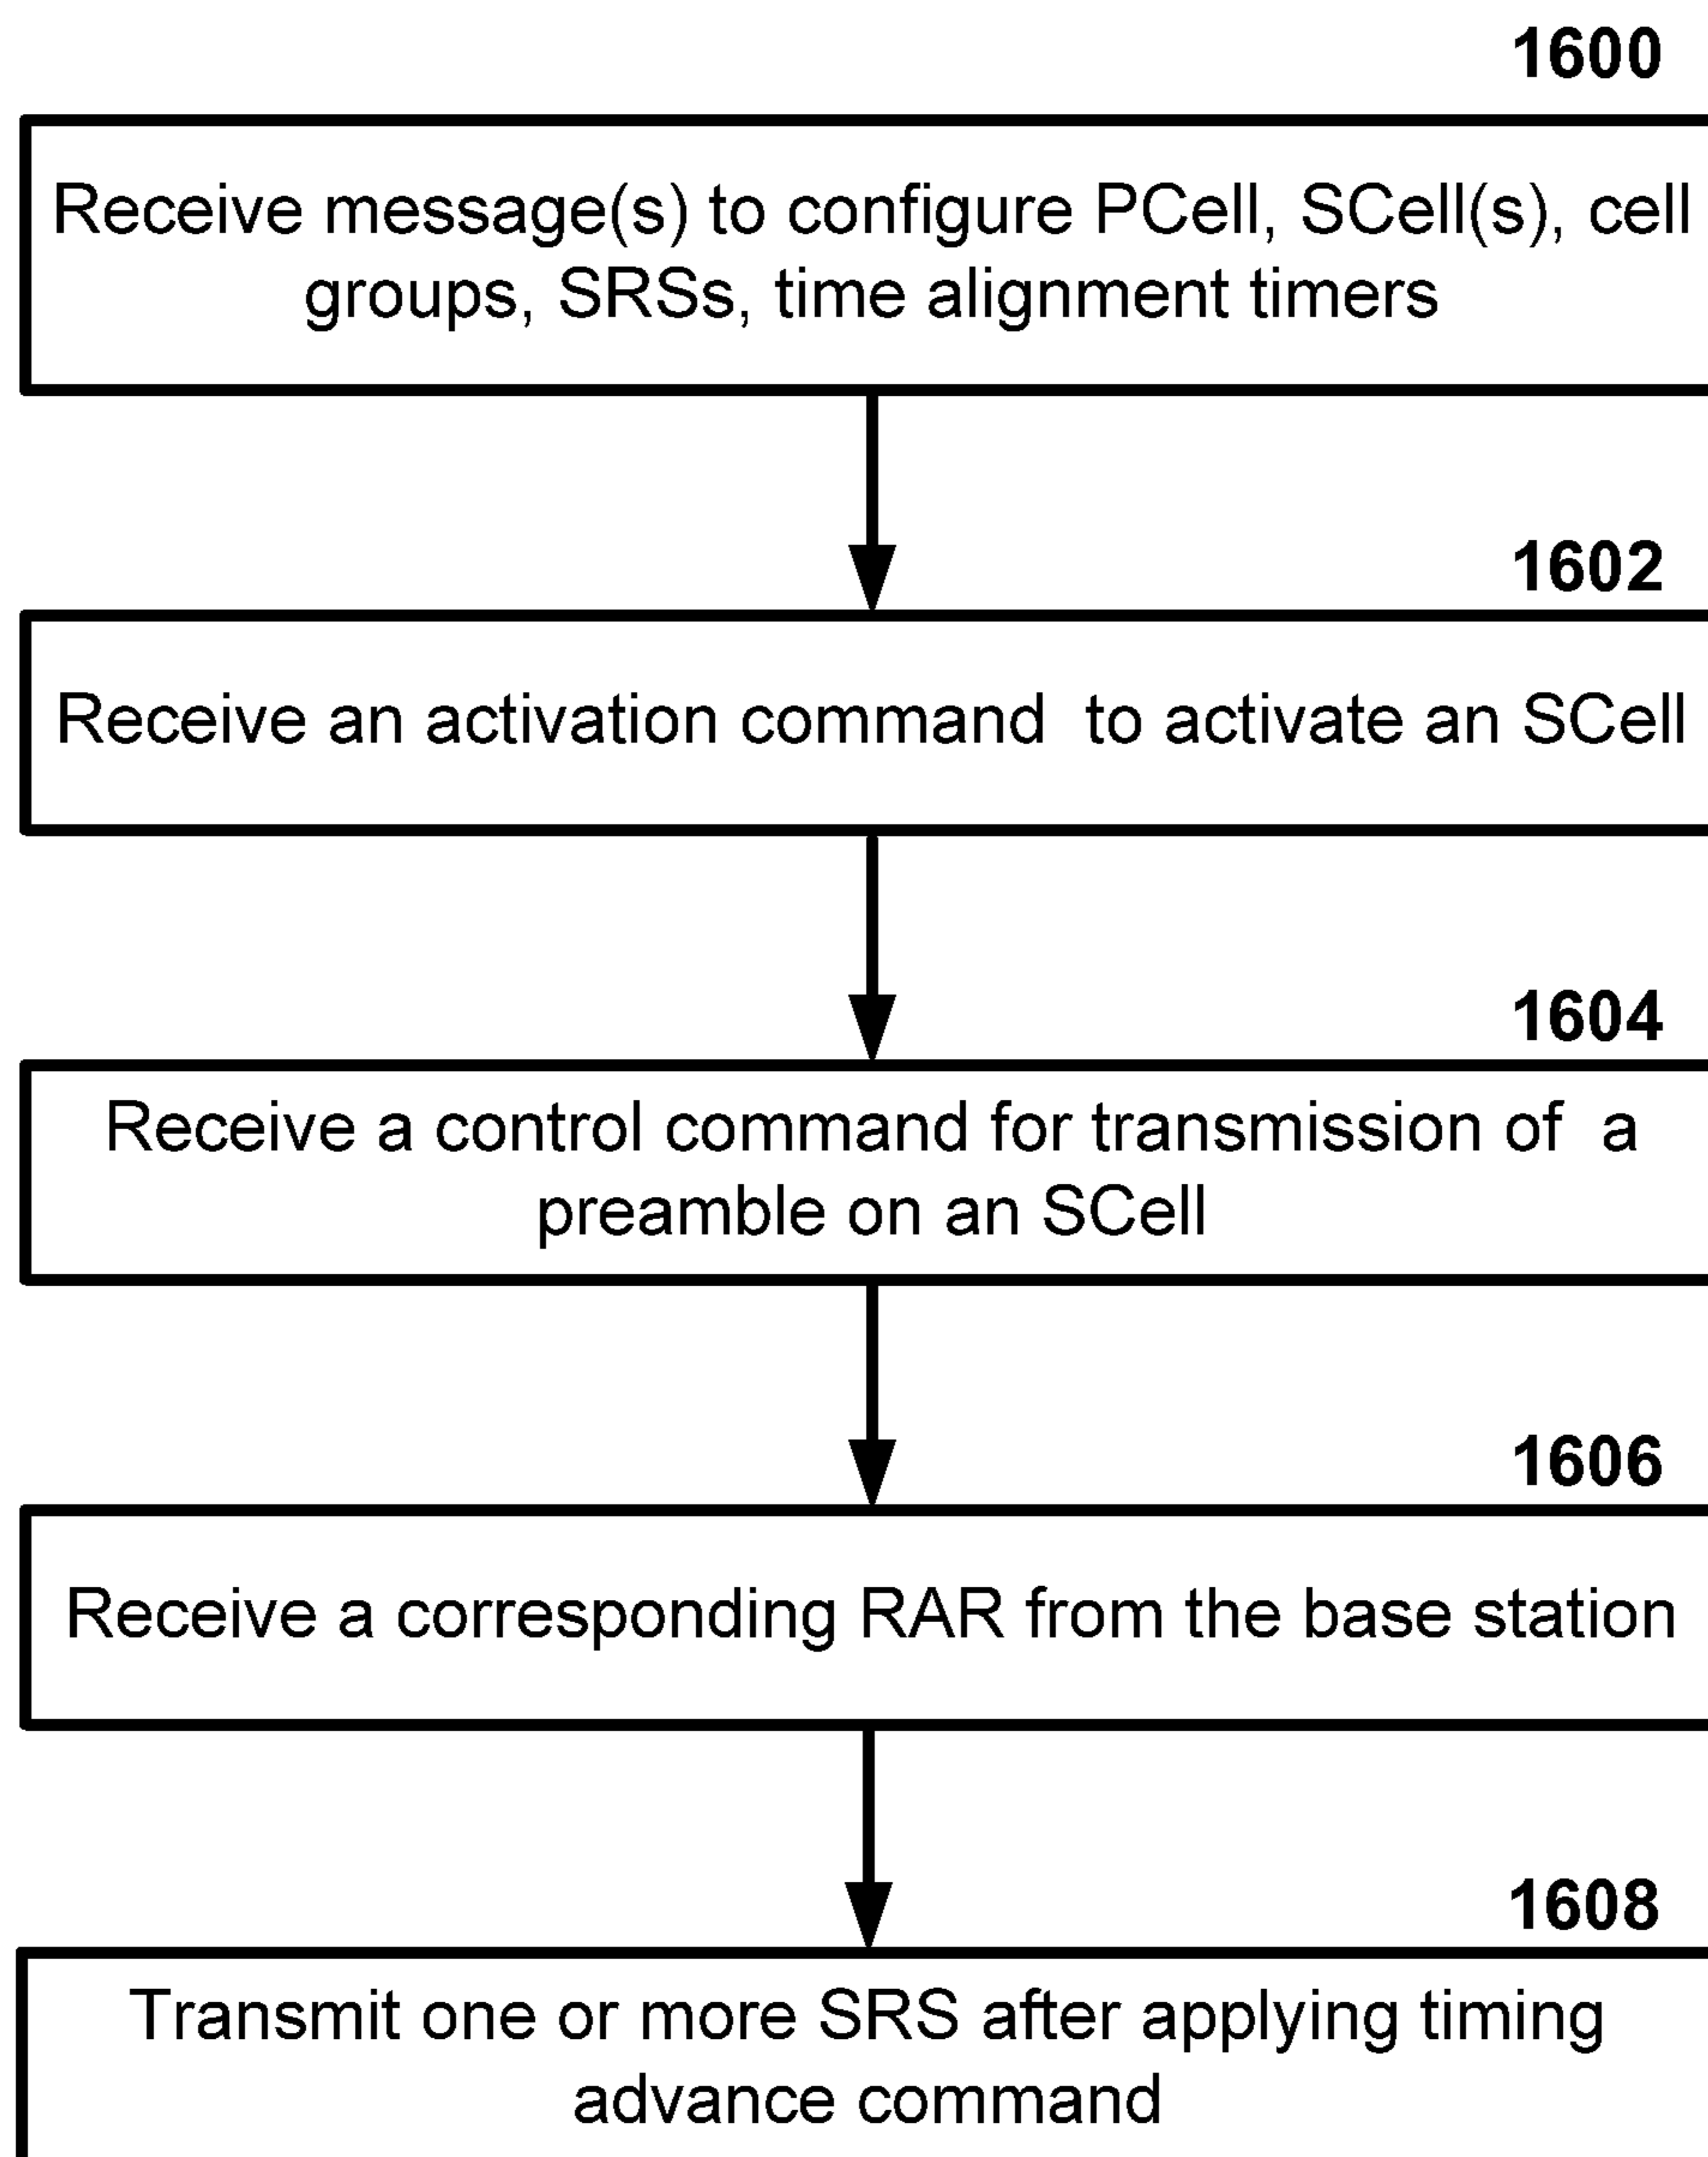 1600
Receive message(s) to configure PCell, SCell(s), cell
groups, SRSs, time alignment timers
1602
Receive an activation command to activate an SCell
1604
Receive a control command for transmission of a
preamble on an SCell
1606
Receive a corresponding RAR from the base station
1608
Transmit one or more SRS after applying timing
advance command